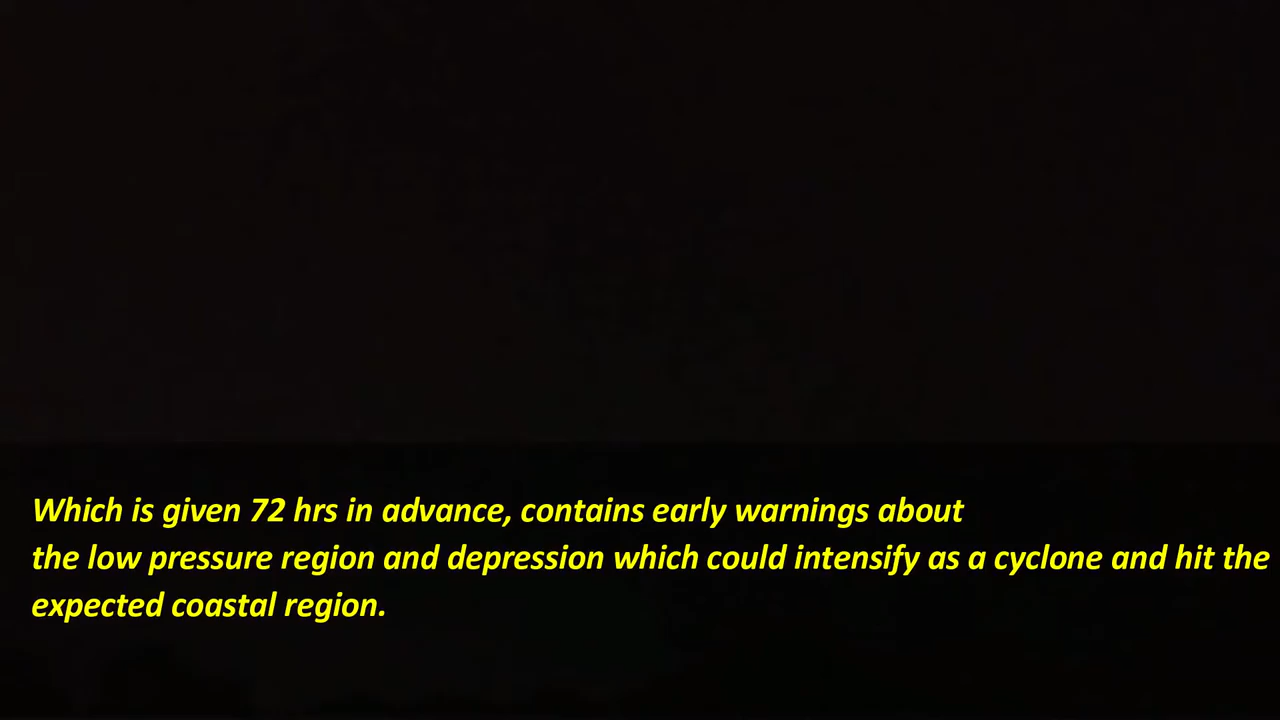 Which is given 72 hrs in advance, contains early warnings about
the low pressure region and depression which could intensify as a cyclone and hit the
expected coastal region.